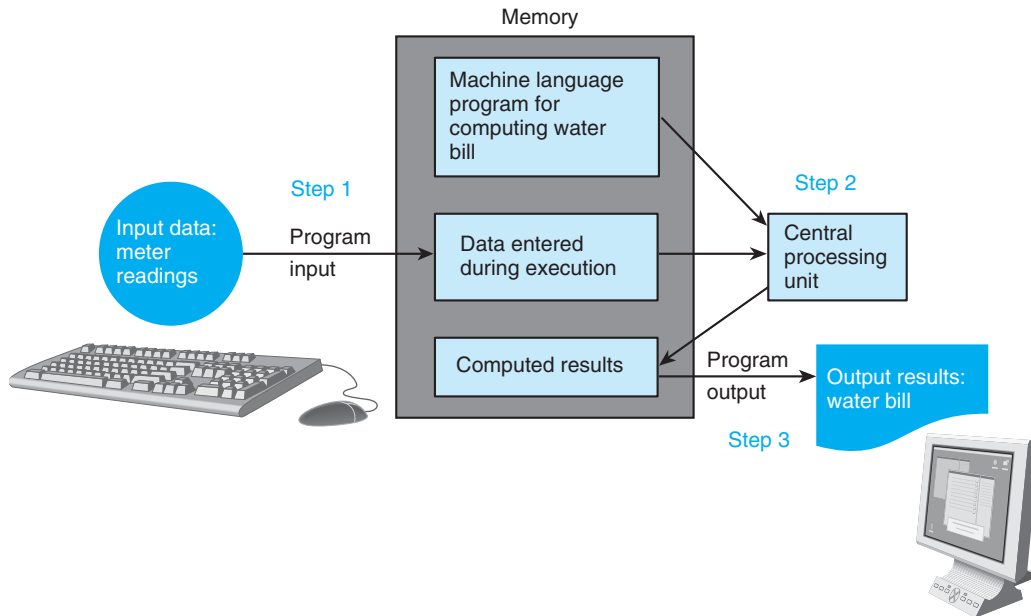 Memory
Machine language
program for
computing water
bill
Step 1
Step 2
Input data:
meter
readings
Program
input
Data entered
during execution
Central
processing
unit
Computed results
Program
output
Output results:
water bill
Step 3